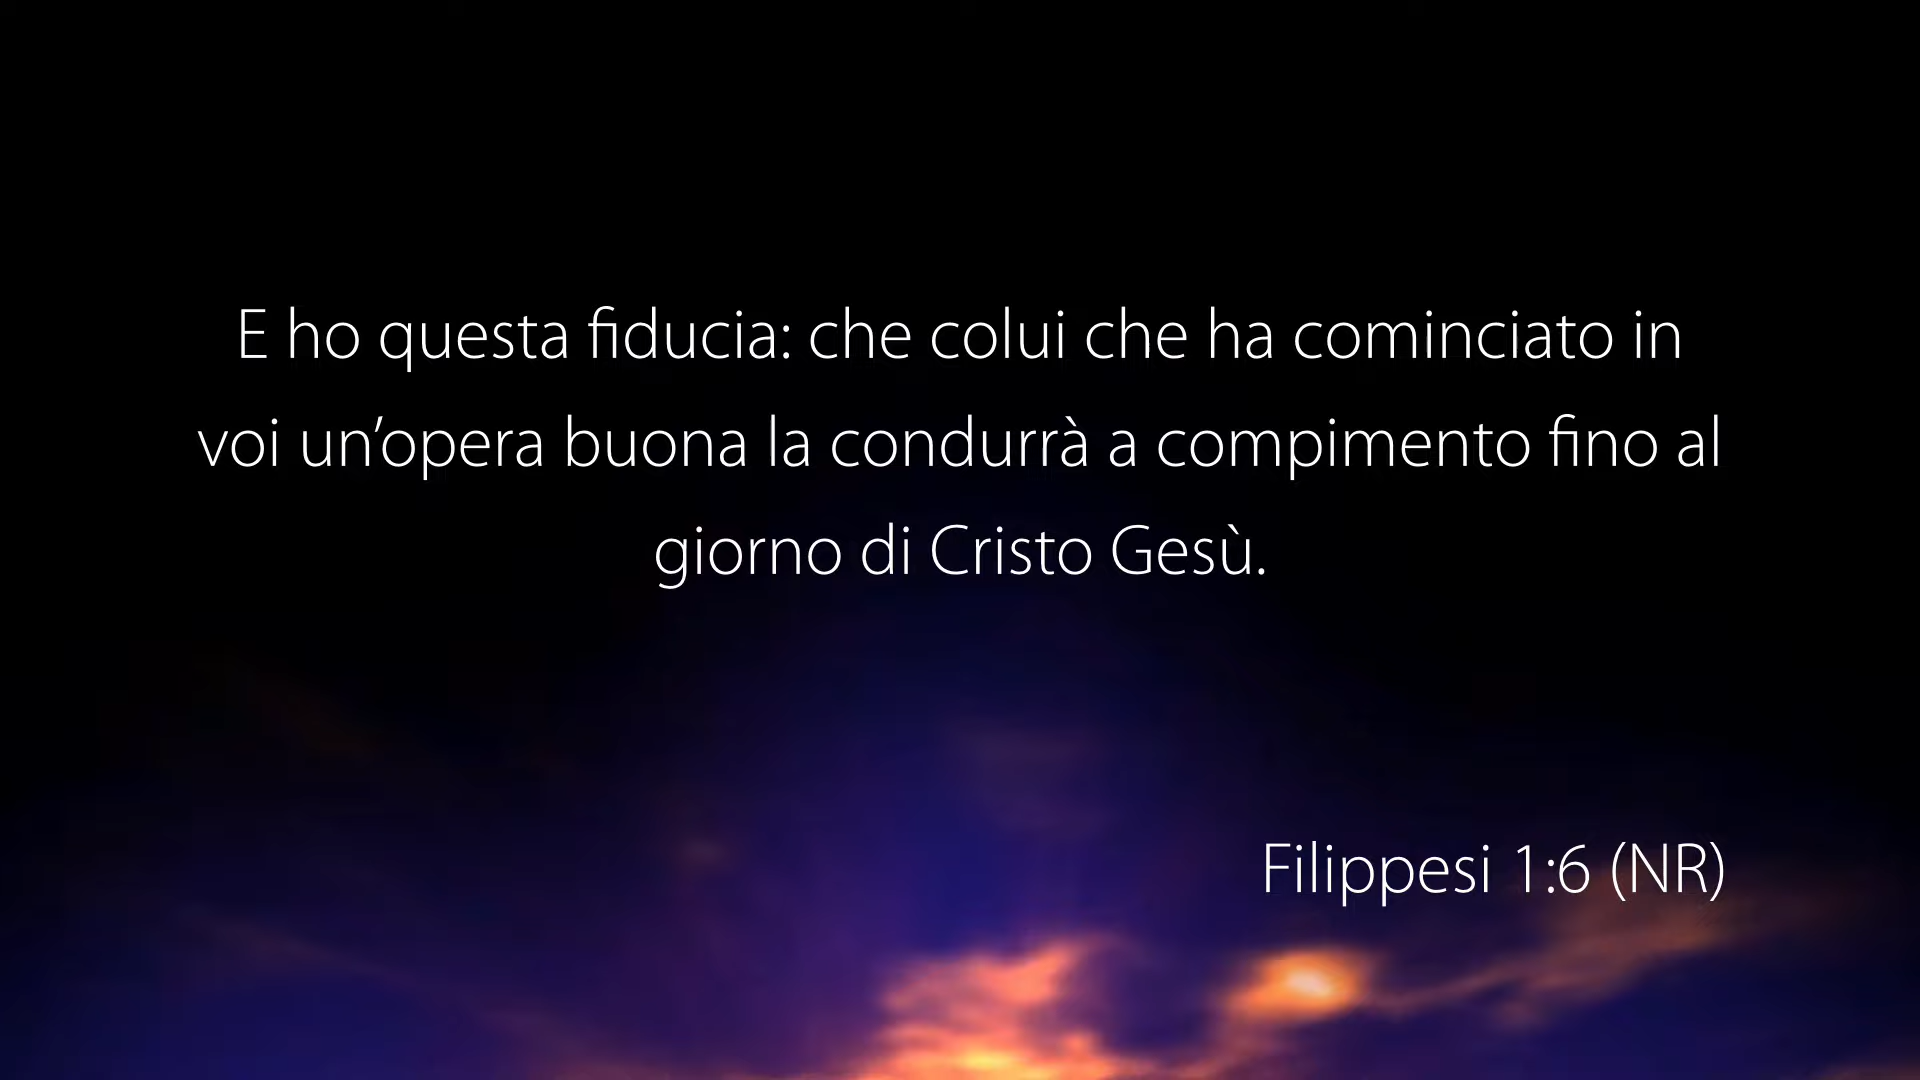 E ho questa fiducia: che colui che ha cominciato in
voi un’opera buona la condurrà a compimento fino al
giorno di Cristo Gesù.
Filippesi 1:6 (NR)